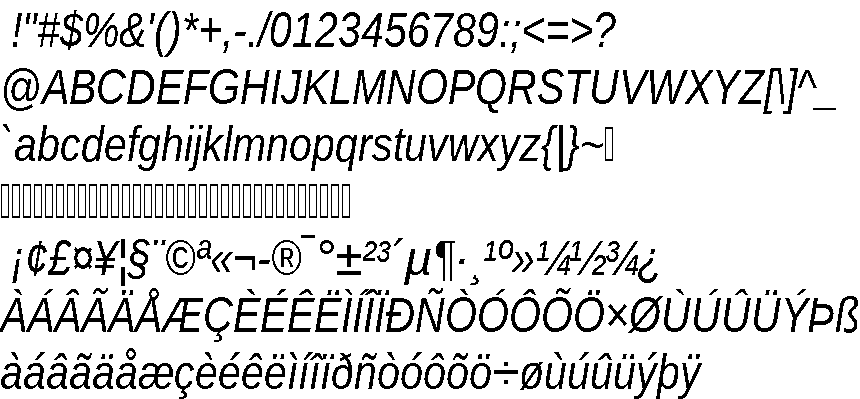 !"#$%&'()*+,-./0123456789:;<=>?
@ABCDEFGHIJKLMNOPQRSTUVWXYZ[\]^_
`abcdefghijklmnopqrstuvwxyz{|}~
¡¢£¤¥¦§¨©ª«¬-®¯°±²³´µ¶·¸¹º»¼½¾¿
ÀÁÂÃÄÅÆÇÈÉÊËÌÍÎÏÐÑÒÓÔÕÖ×ØÙÚÛÜÝÞß
àáâãäåæçèéêëìíîïðñòóôõö÷øùúûüýþÿ